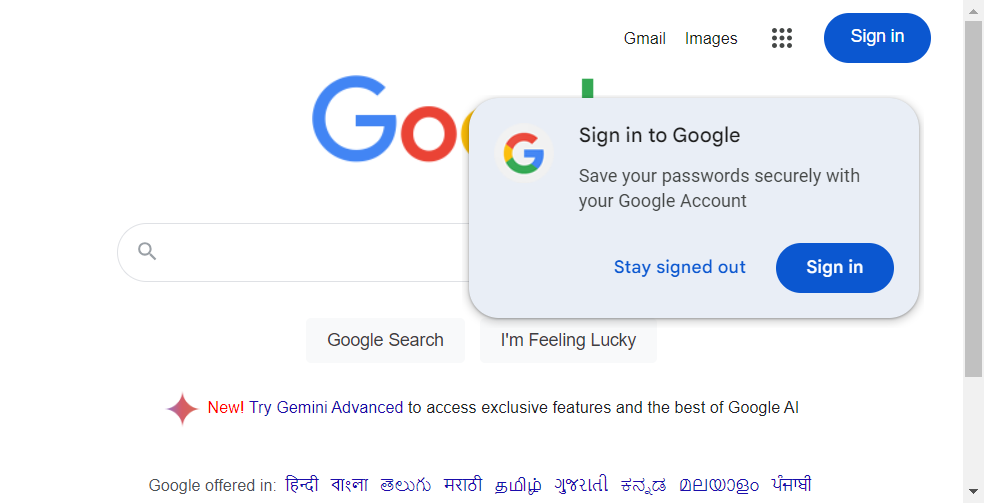 Gmail Images Sign in
Goo
Sign in to Google
Save your passwords securely with
your Google Account
Stay signed out Sign in
Google Search I'm Feeling Lucky
New! Try Gemini Advanced to access exclusive features and the best of Google AI
Google offered in: हिन्दी বাংলা తెలుగు मराठी தமிழ் ગુજરાતી ಕನ್ನಡ മലയാളം ਪੰਜਾਬੀ